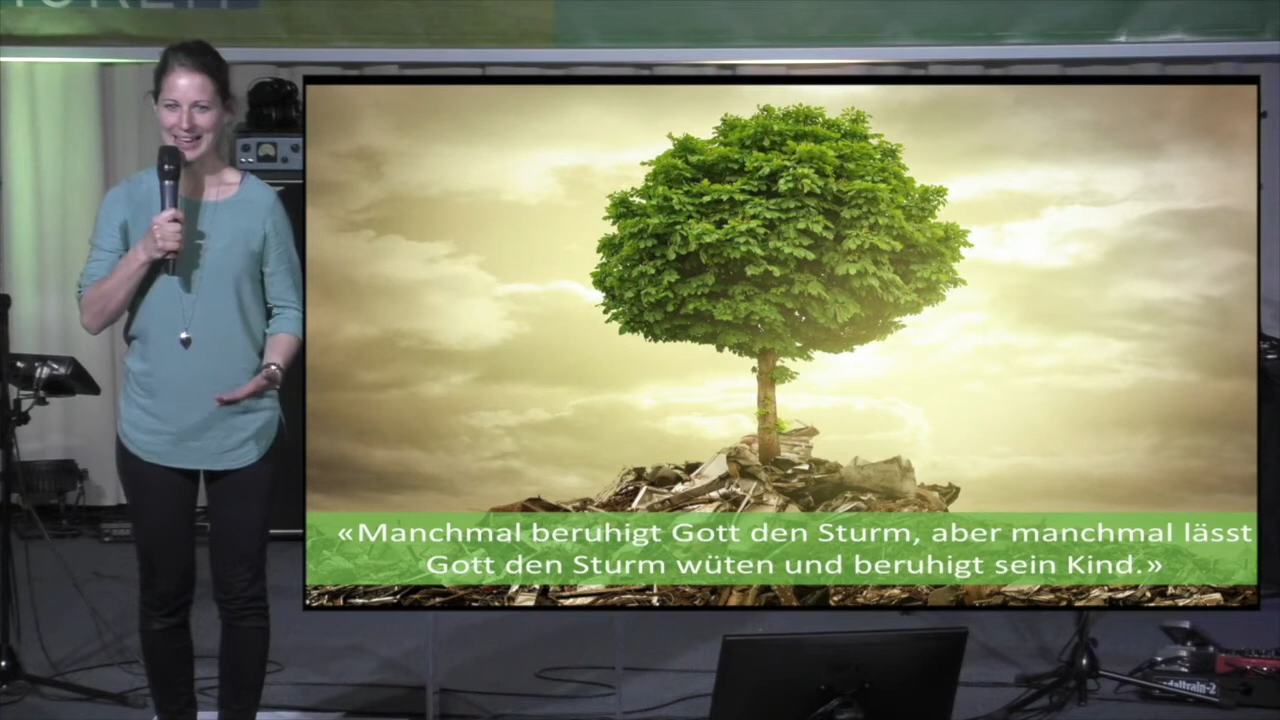 «Manchmal beruhigt Gott den Sturm, aber manchmal lässt
Gott den Sturm wüten und beruhigt sein Kind.»